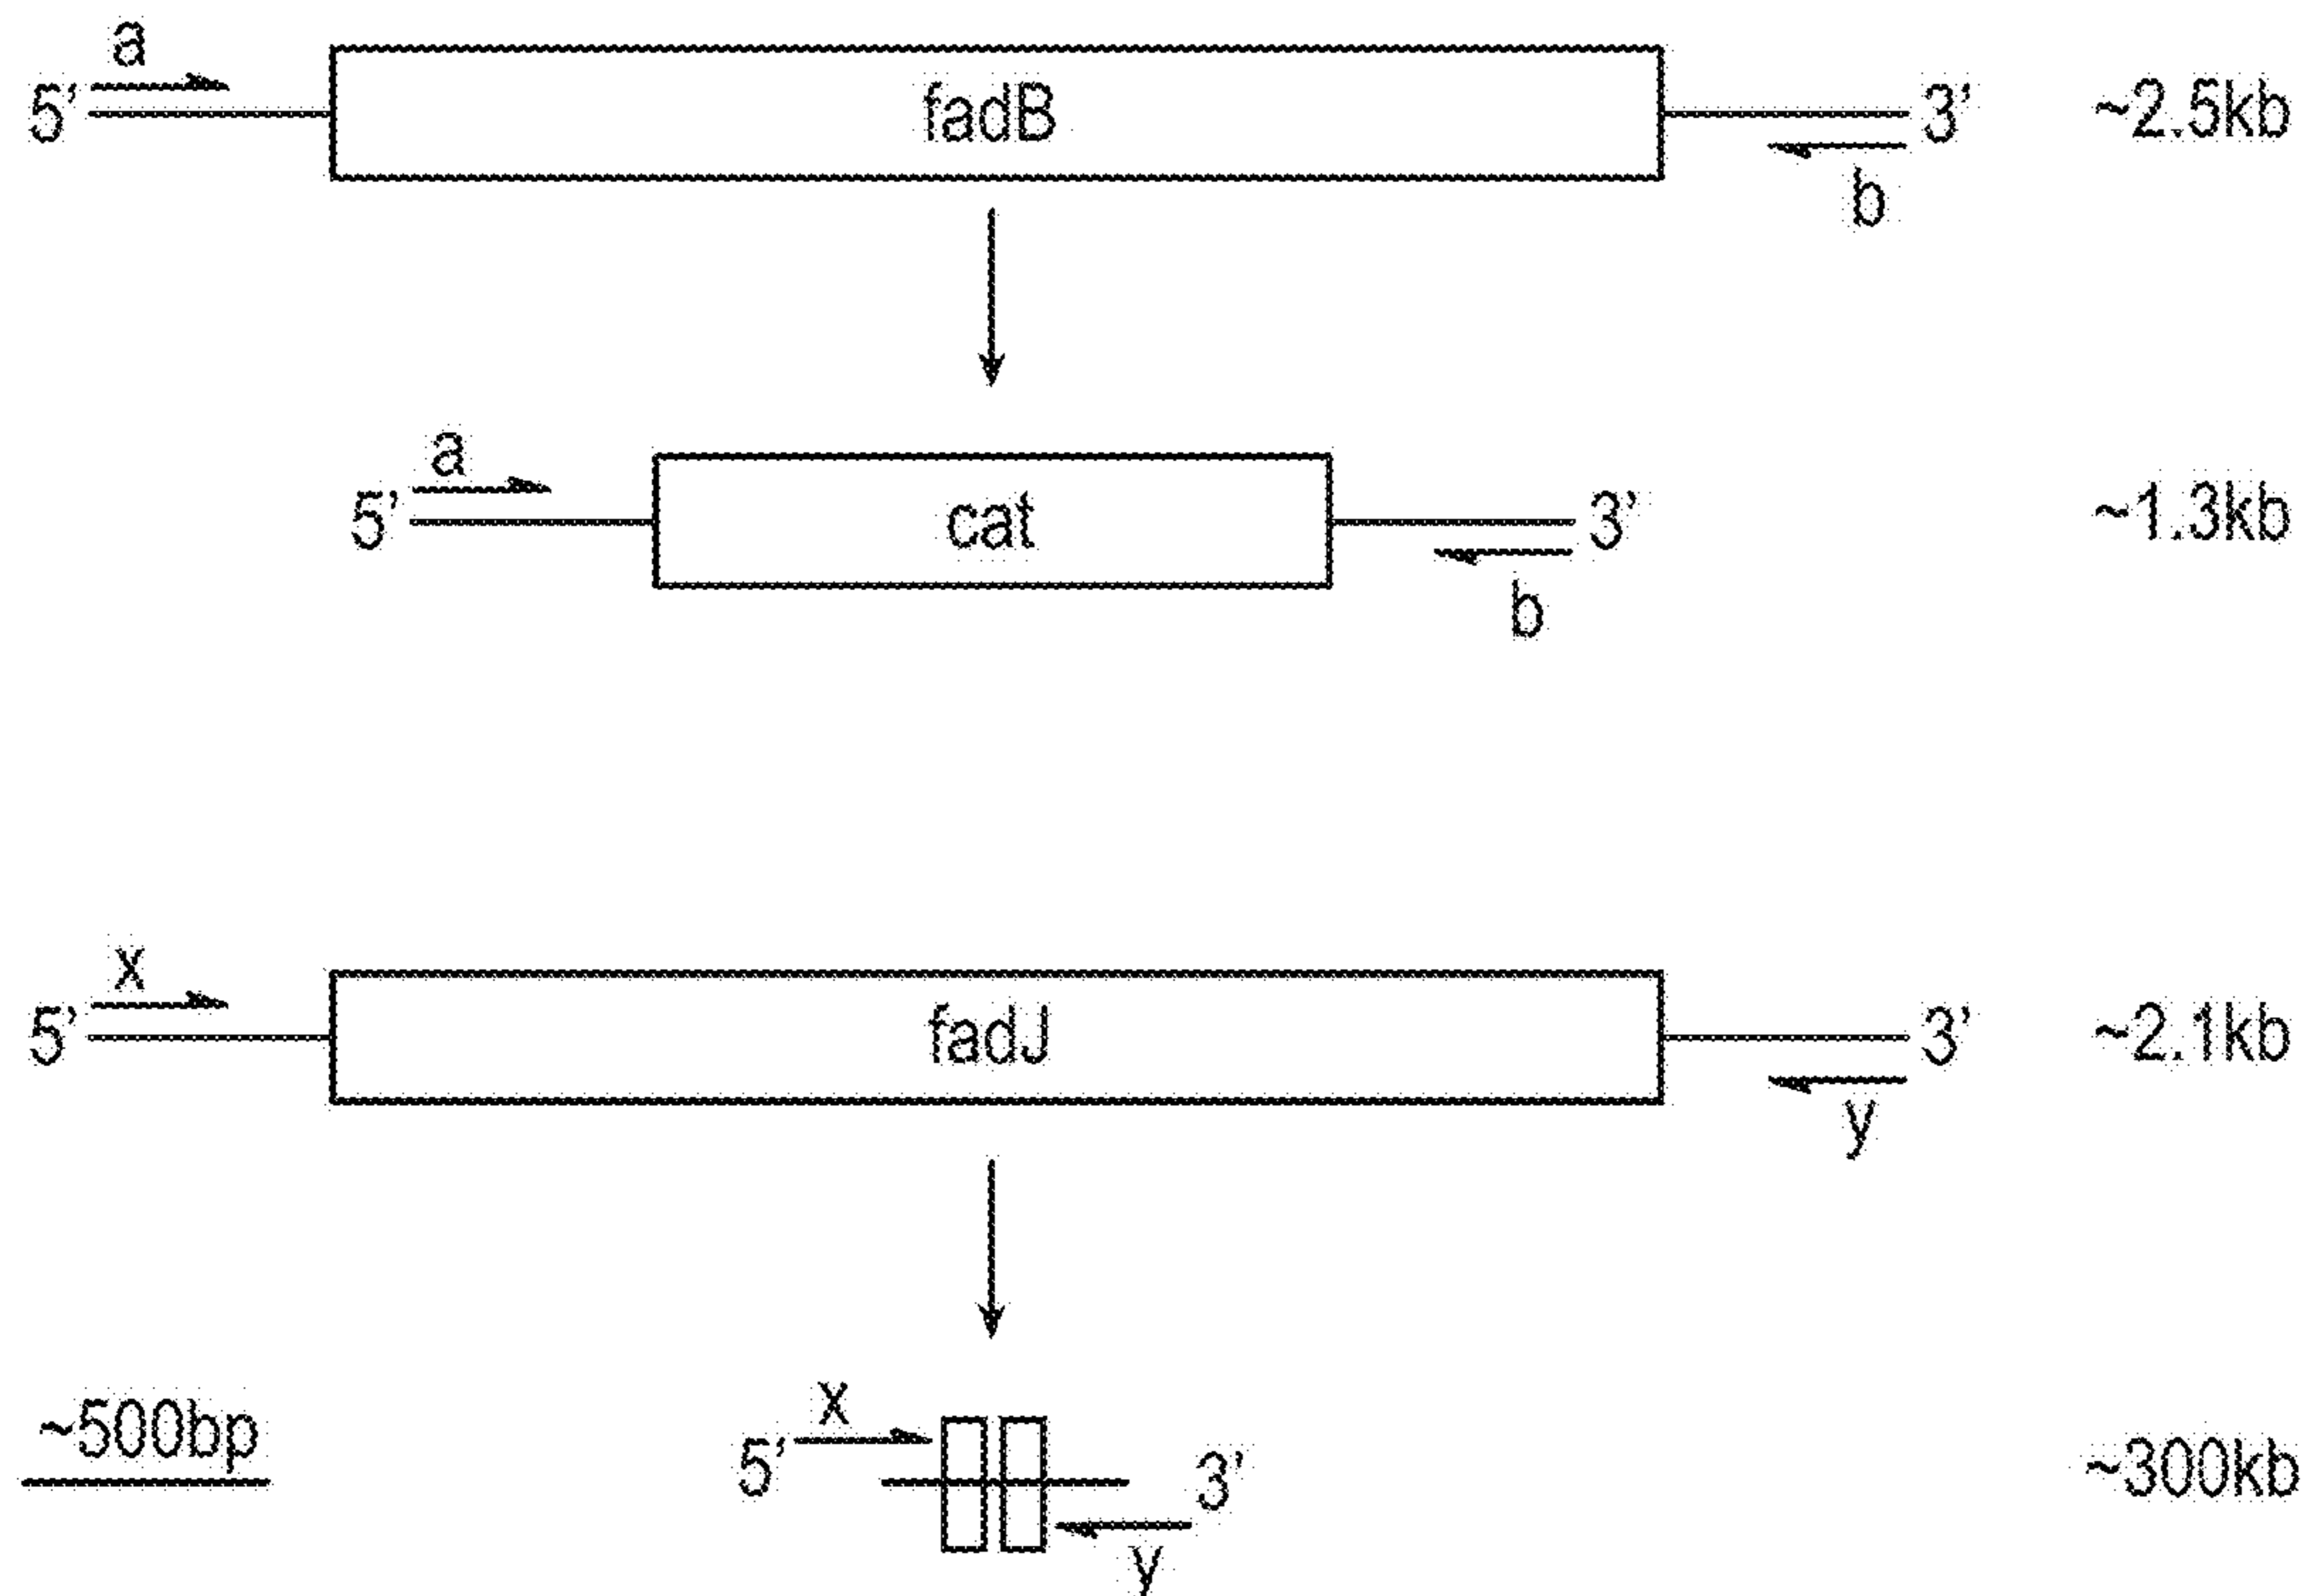 a
5' fadB 3' ~2.5kb
b
a
5' cat 3' ~1.3kb
b
x
5' fadJ 3' ~2.1kb
y
~500bp x
5' 3' ~300kb
y